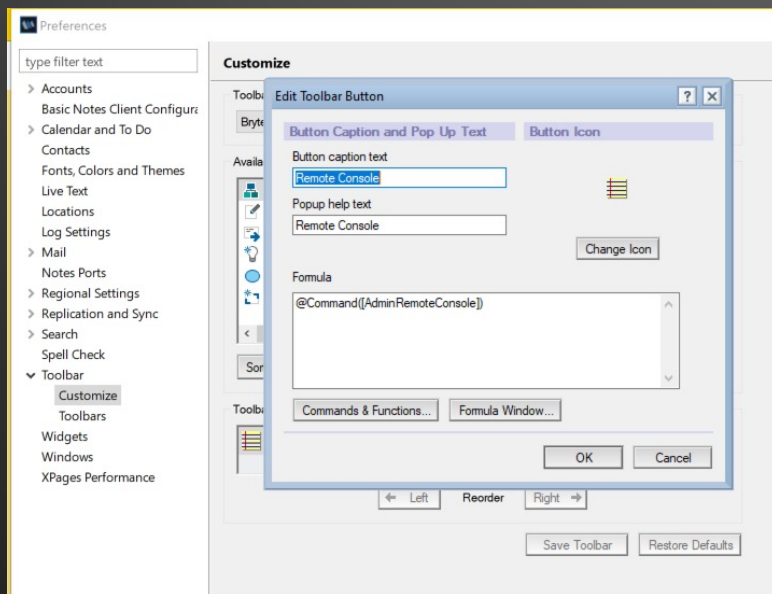 Preferences
type filter text
Accounts
Basic Notes Client Configura
Calendar and To Do
Contacts
Fonts, Colors and Themes
Live Text
Locations
Log Settings
Mail
Notes Ports
Regional Settings
Replication and Sync
Search
Spell Check
Toolbar
Customize
Toolbars
Widgets
Windows
XPages Performance
Customize
Toolba
Bryte
Availa
Sor
Toolba
Edit Toolbar Button
? X
Button Caption and Pop Up Text Button Icon
Button caption text
Remote Console
Popup help text
Remote Console
Change Icon
Formula
@Command([AdminRemoteConsole])
Commands & Functions... Formula Window...
OK Cancel
Left Reorder Right
Save Toolbar Restore Defaults